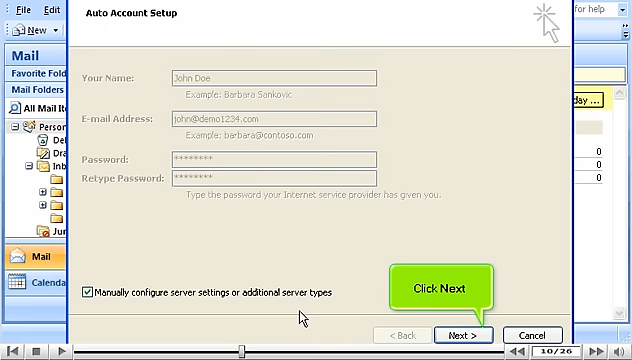 File Edit
Auto Account Setup
for help
New
Mail
Favorite Fold
Mail Folders
All Mail Ite
Person
Del
Dra
Inb
Jun
Mail
Calenda
Your Name: John Doe
Example: Barbara Sankovic
E-mail Address: john@demo1234.com
Example: barbara@contoso.com
Password: ********
Retype Password: ********
Type the password your Internet service provider has given you.
day ...
0
0
0
Manually configure server settings or additional server types
Click Next
< Back Next > Cancel
10/26